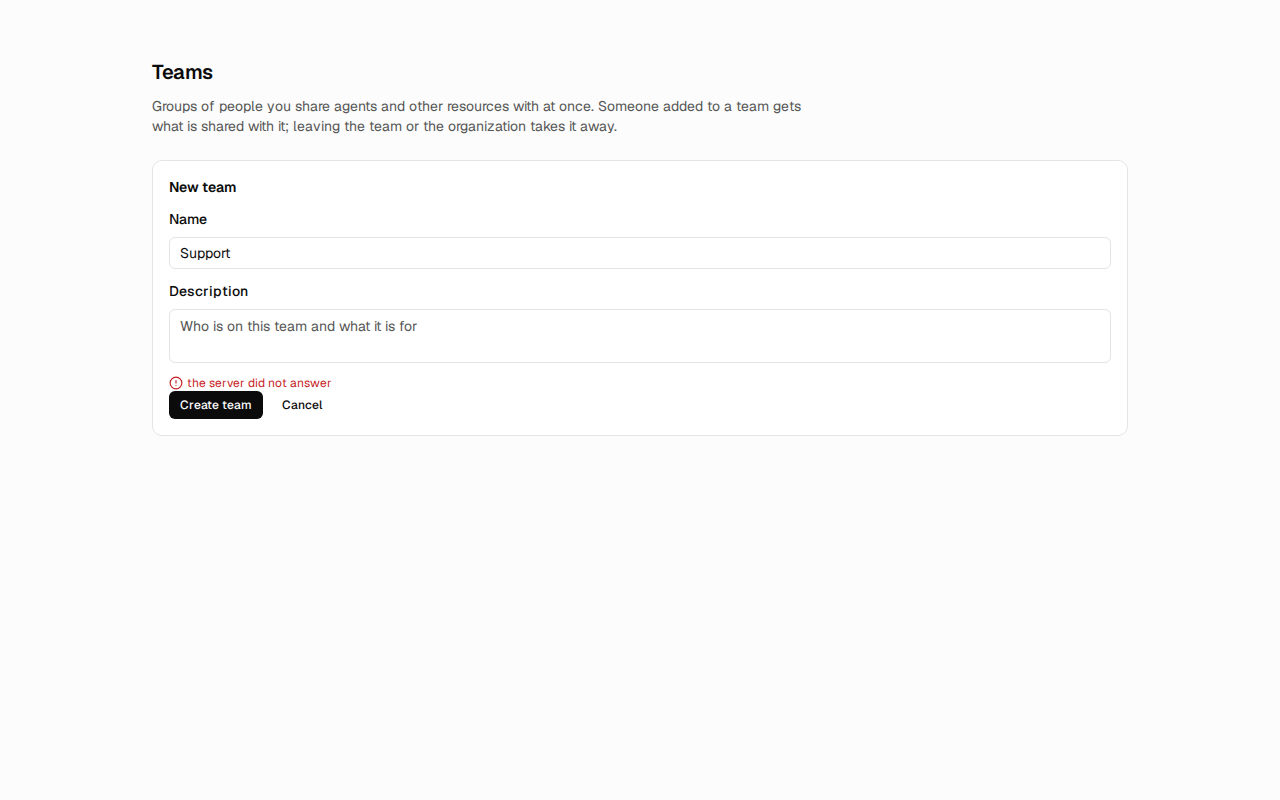 Teams
Groups of people you share agents and other resources with at once. Someone added to a team gets
what is shared with it; leaving the team or the organization takes it away.
New team
Name
Support
Description
Who is on this team and what it is for
the server did not answer
Create team
Cancel